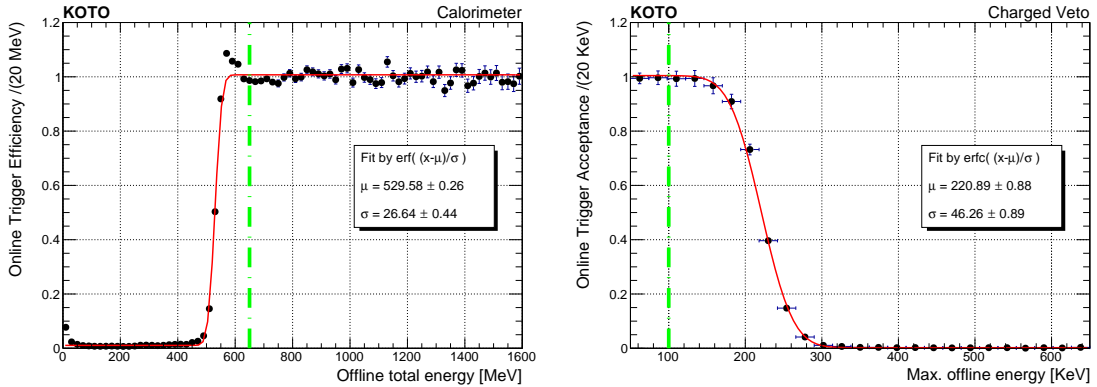 KOTO Calorimeter
Online Trigger Efficiency /(20 MeV)
1.2
1
0.8
0.6
0.4
0.2
0
Fit by erf( (x-μ)/σ )
μ = 529.58 ± 0.26
σ = 26.64 ± 0.44
0 200 400 600 800 1000 1200 1400 1600
Offline total energy [MeV]
KOTO Charged Veto
Online Trigger Acceptance /(20 KeV)
1.2
1
0.8
0.6
0.4
0.2
0
Fit by erfc( (x-μ)/σ )
μ = 220.89 ± 0.88
σ = 46.26 ± 0.89
100 200 300 400 500 600
Max. offline energy [KeV]